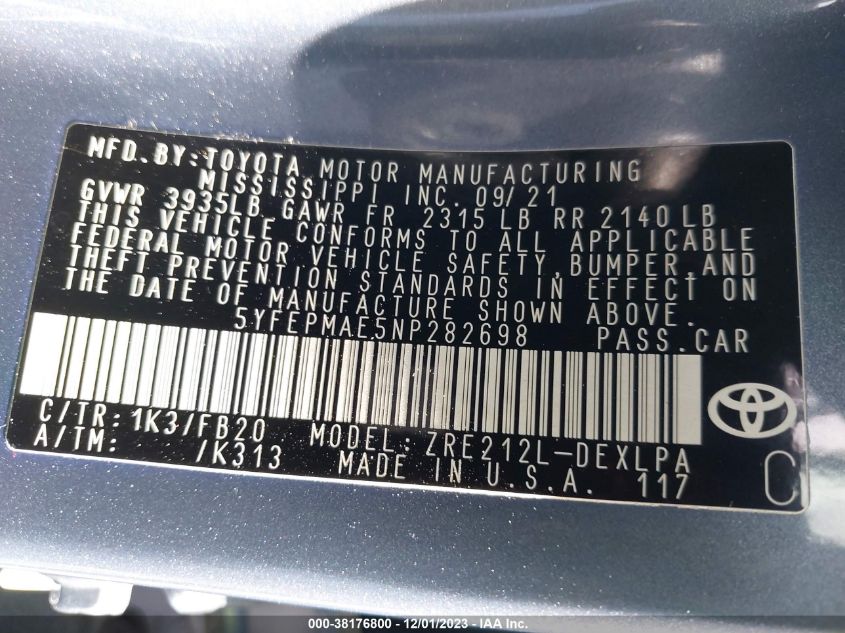 MFD. BY: TOYOTA MOTOR MANUFACTURING
MISSISSIPPI INC. 09/21
GVWR 3935LB GAWR FR 2315 LB RR 2140 LB
THIS VEHICLE CONFORMS TO ALL APPLICABLE
FEDERAL MOTOR VEHICLE SAFETY, BUMPER, AND
THEFT PREVENTION STANDARDS IN EFFECT ON
THE DATE OF MANUFACTURE SHOWN ABOVE.
5YFEPMAE5NP282698 PASS. CAR
C/TR: 1K3/FB20 MODEL: ZRE212L-DEXLPA
A/TM: /K313 MADE IN U.S.A. 117 C
000-38176800 - 12/01/2023 - IAA Inc.